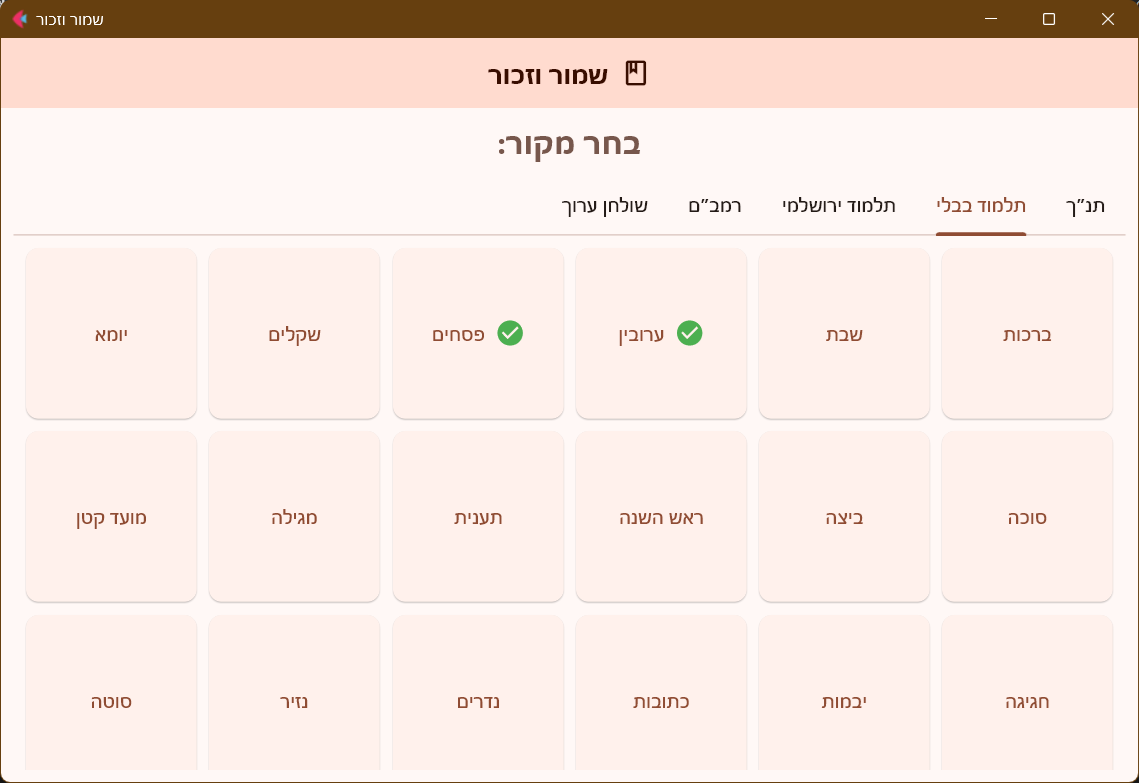 שמור וזכור
שמור וזכור
בחר מקור:
תנ״ך תלמוד בבלי תלמוד ירושלמי רמב״ם שולחן ערוך
ברכות שבת ערובין פסחים שקלים יומא
סוכה ביצה ראש השנה תענית מגילה מועד קטן
חגיגה יבמות כתובות נדרים נזיר סוטה